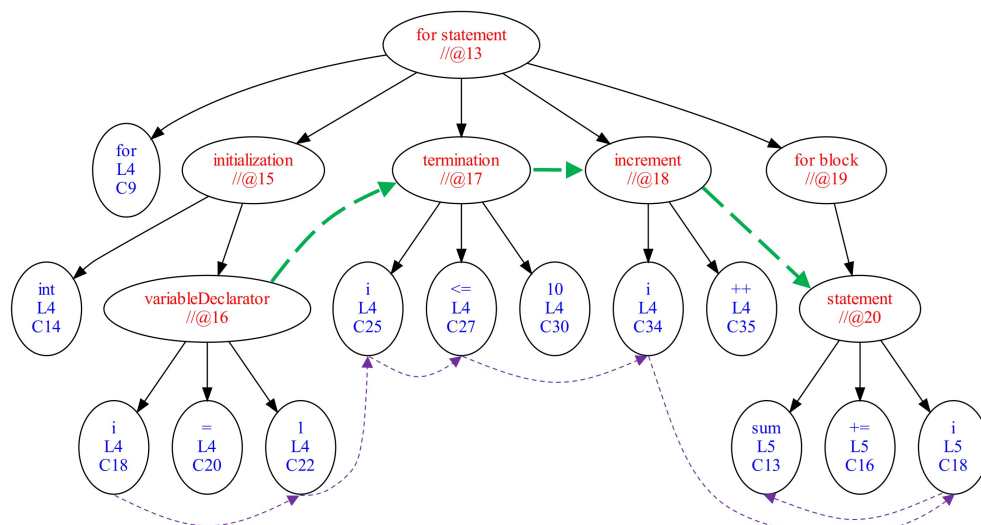 for statement
//@13
for
L4
C9
initialization
//@15
termination
//@17
increment
//@18
for block
//@19
int
L4
C14
variableDeclarator
//@16
i
L4
C25
<=
L4
C27
10
L4
C30
i
L4
C34
++
L4
C35
statement
//@20
i
L4
C18
=
L4
C20
1
L4
C22
sum
L5
C13
+=
L5
C16
i
L5
C18